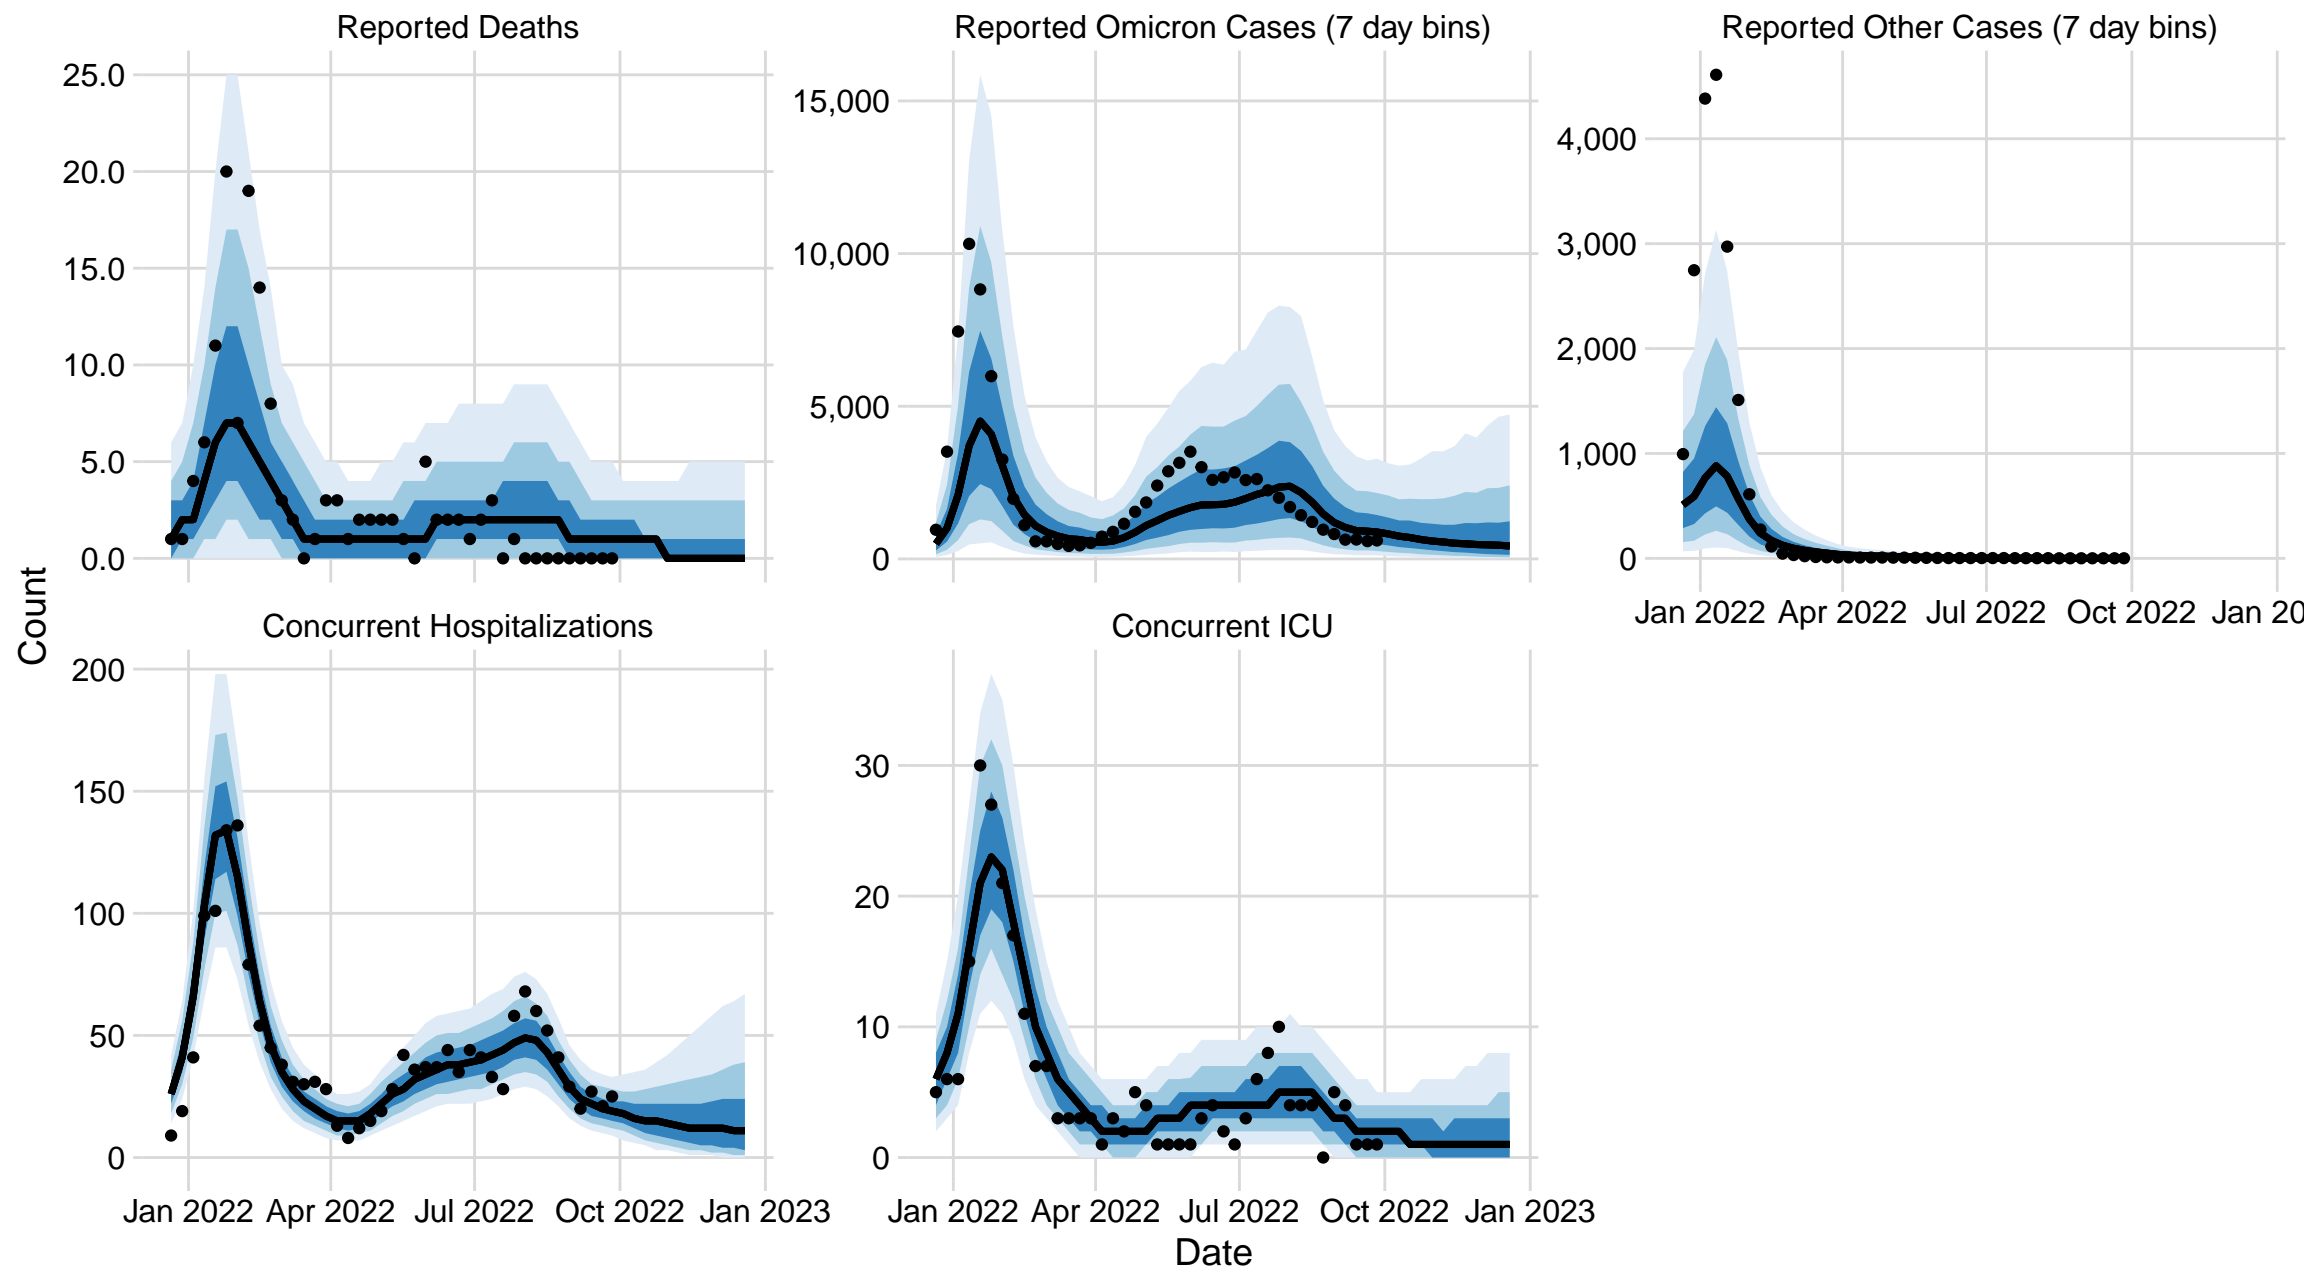 Reported Deaths
Reported Omicron Cases (7 day bins)
Reported Other Cases (7 day bins)
25.0
20.0
15.0
10.0
5.0
0.0
15,000
10,000
5,000
0
4,000
3,000
2,000
1,000
0
Jan 2022 Apr 2022 Jul 2022 Oct 2022 Jan 20
Count
Concurrent Hospitalizations
Concurrent ICU
200
150
100
50
0
30
20
10
0
Jan 2022 Apr 2022 Jul 2022 Oct 2022 Jan 2023
Jan 2022 Apr 2022 Jul 2022 Oct 2022 Jan 2023
Date